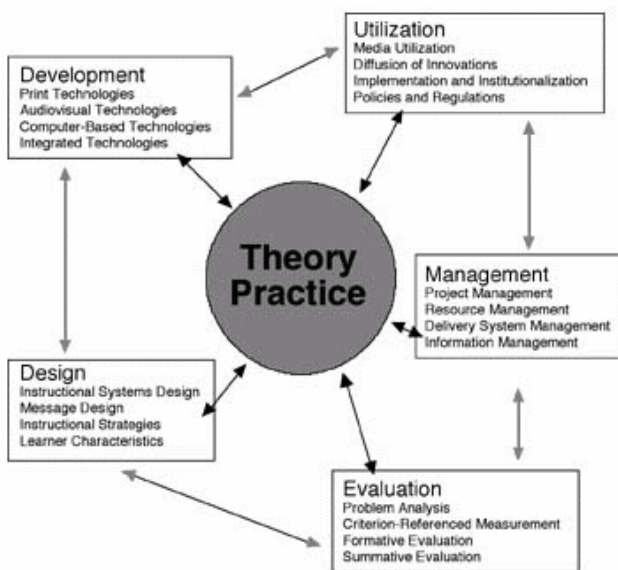 Utilization
Media Utilization
Diffusion of Innovations
Implementation and Institutionalization
Policies and Regulations
Development
Print Technologies
Audiovisual Technologies
Computer-Based Technologies
Integrated Technologies
Theory
Practice
Management
Project Management
Resource Management
Delivery System Management
Information Management
Design
Instructional Systems Design
Message Design
Instructional Strategies
Learner Characteristics
Evaluation
Problem Analysis
Criterion-Referenced Measurement
Formative Evaluation
Summative Evaluation